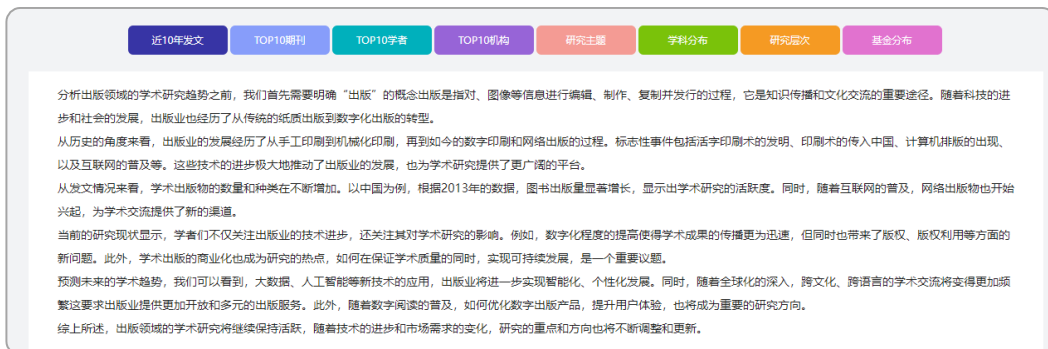 近10年发文
TOP10期刊
TOP10学者
TOP10机构
研究主题
学科分布
研究层次
基金分布
分析出版领域的学术研究趋势之前，我们首先需要明确“出版”的概念出版是指对、图像等信息进行编辑、制作、复制并发行的过程，它是知识传播和文化交流的重要途径。随着科技的进
步和社会的发展，出版业也经历了从传统的纸质出版到数字化出版的转型。
从历史的角度来看，出版业的发展经历了从手工印刷到机械化印刷，再到如今的数字印刷和网络出版的过程。标志性事件包括活字印刷术的发明、印刷术的传入中国、计算机排版的出现、
以及互联网的普及等。这些技术的进步极大地推动了出版业的发展，也为学术研究提供了更广阔的平台。
从发文情况来看，学术出版物的数量和种类在不断增加。以中国为例，根据2013年的数据，图书出版量显著增长，显示出学术研究的活跃度。同时，随着互联网的普及，网络出版物也开始
兴起，为学术交流提供了新的渠道。
当前的研究现状显示，学者们不仅关注出版业的技术进步，还关注其对学术研究的影响。例如，数字化程度的提高使得学术成果的传播更为迅速，但同时也带来了版权、版权利用等方面的
新问题。此外，学术出版的商业化也成为研究的热点，如何在保证学术质量的同时，实现可持续发展，是一个重要议题。
预测未来的学术趋势，我们可以看到，大数据、人工智能等新技术的应用，出版业将进一步实现智能化、个性化发展。同时，随着全球化的深入，跨文化、跨语言的学术交流将变得更加频
繁这要求出版业提供更加开放和多元的出版服务。此外，随着数字阅读的普及，如何优化数字出版产品，提升用户体验，也将成为重要的研究方向。
综上所述，出版领域的学术研究将继续保持活跃，随着技术的进步和市场需求的变化，研究的重点和方向也将不断调整和更新。